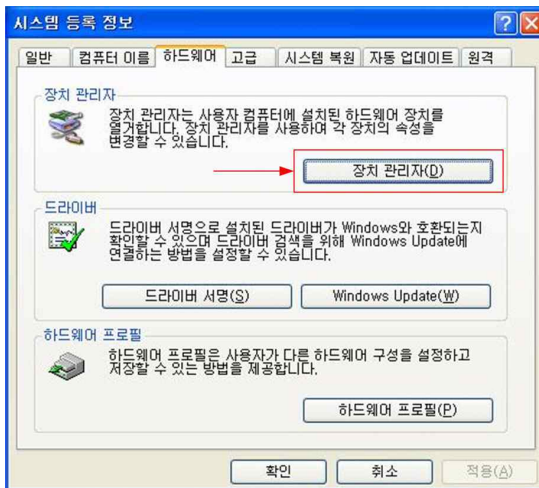 시스템 등록 정보
일반 컴퓨터 이름 하드웨어 고급 시스템 복원 자동 업데이트 원격
장치 관리자
장치 관리자는 사용자 컴퓨터에 설치된 하드웨어 장치를
열거합니다. 장치 관리자를 사용하여 각 장치의 속성을
변경할 수 있습니다.
장치 관리자(D)
드라이버
드라이버 서명으로 설치된 드라이버가 Windows와 호환되는지
확인할 수 있으며 드라이버 검색을 위해 Windows Update에
연결하는 방법을 설정할 수 있습니다.
드라이버 서명(S) Windows Update(W)
하드웨어 프로필
하드웨어 프로필은 사용자가 다른 하드웨어 구성을 설정하고
저장할 수 있는 방법을 제공합니다.
하드웨어 프로필(P)
확인 취소 적용(A)